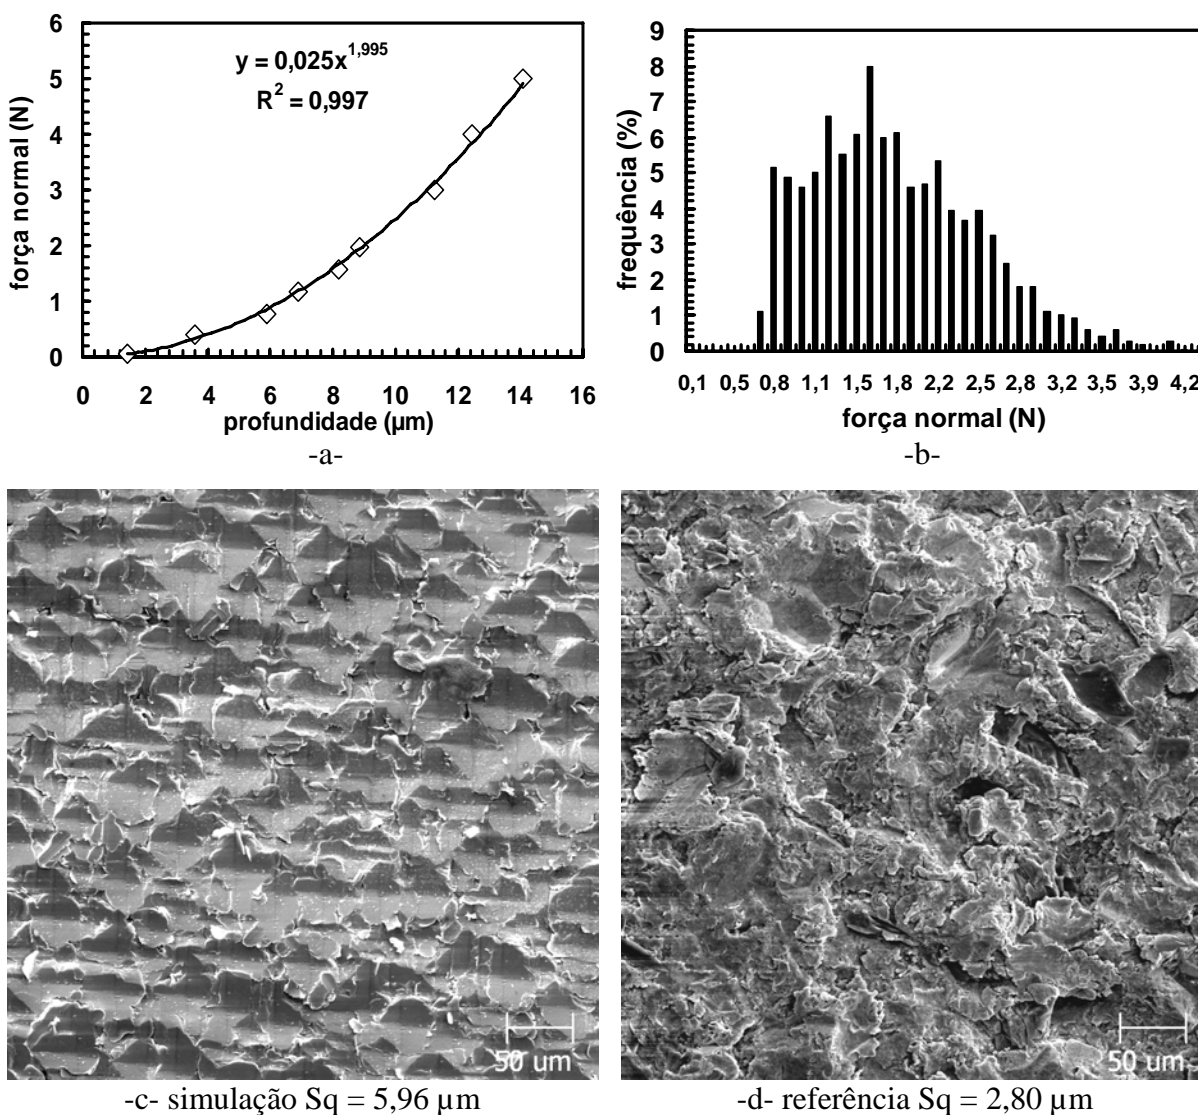 6
5
4
3
2
1
0
força normal (N)
y = 0,025x^1,995
R^2 = 0,997
0 2 4 6 8 10 12 14 16
profundidade (µm)
-a-
9
8
7
6
5
4
3
2
1
0
frequência (%)
0,1 0,5 0,8 1,1 1,5 1,8 2,2 2,5 2,8 3,2 3,5 3,9 4,2
força normal (N)
-b-
50 um
50 um
-c- simulação Sq = 5,96 µm
-d- referência Sq = 2,80 µm